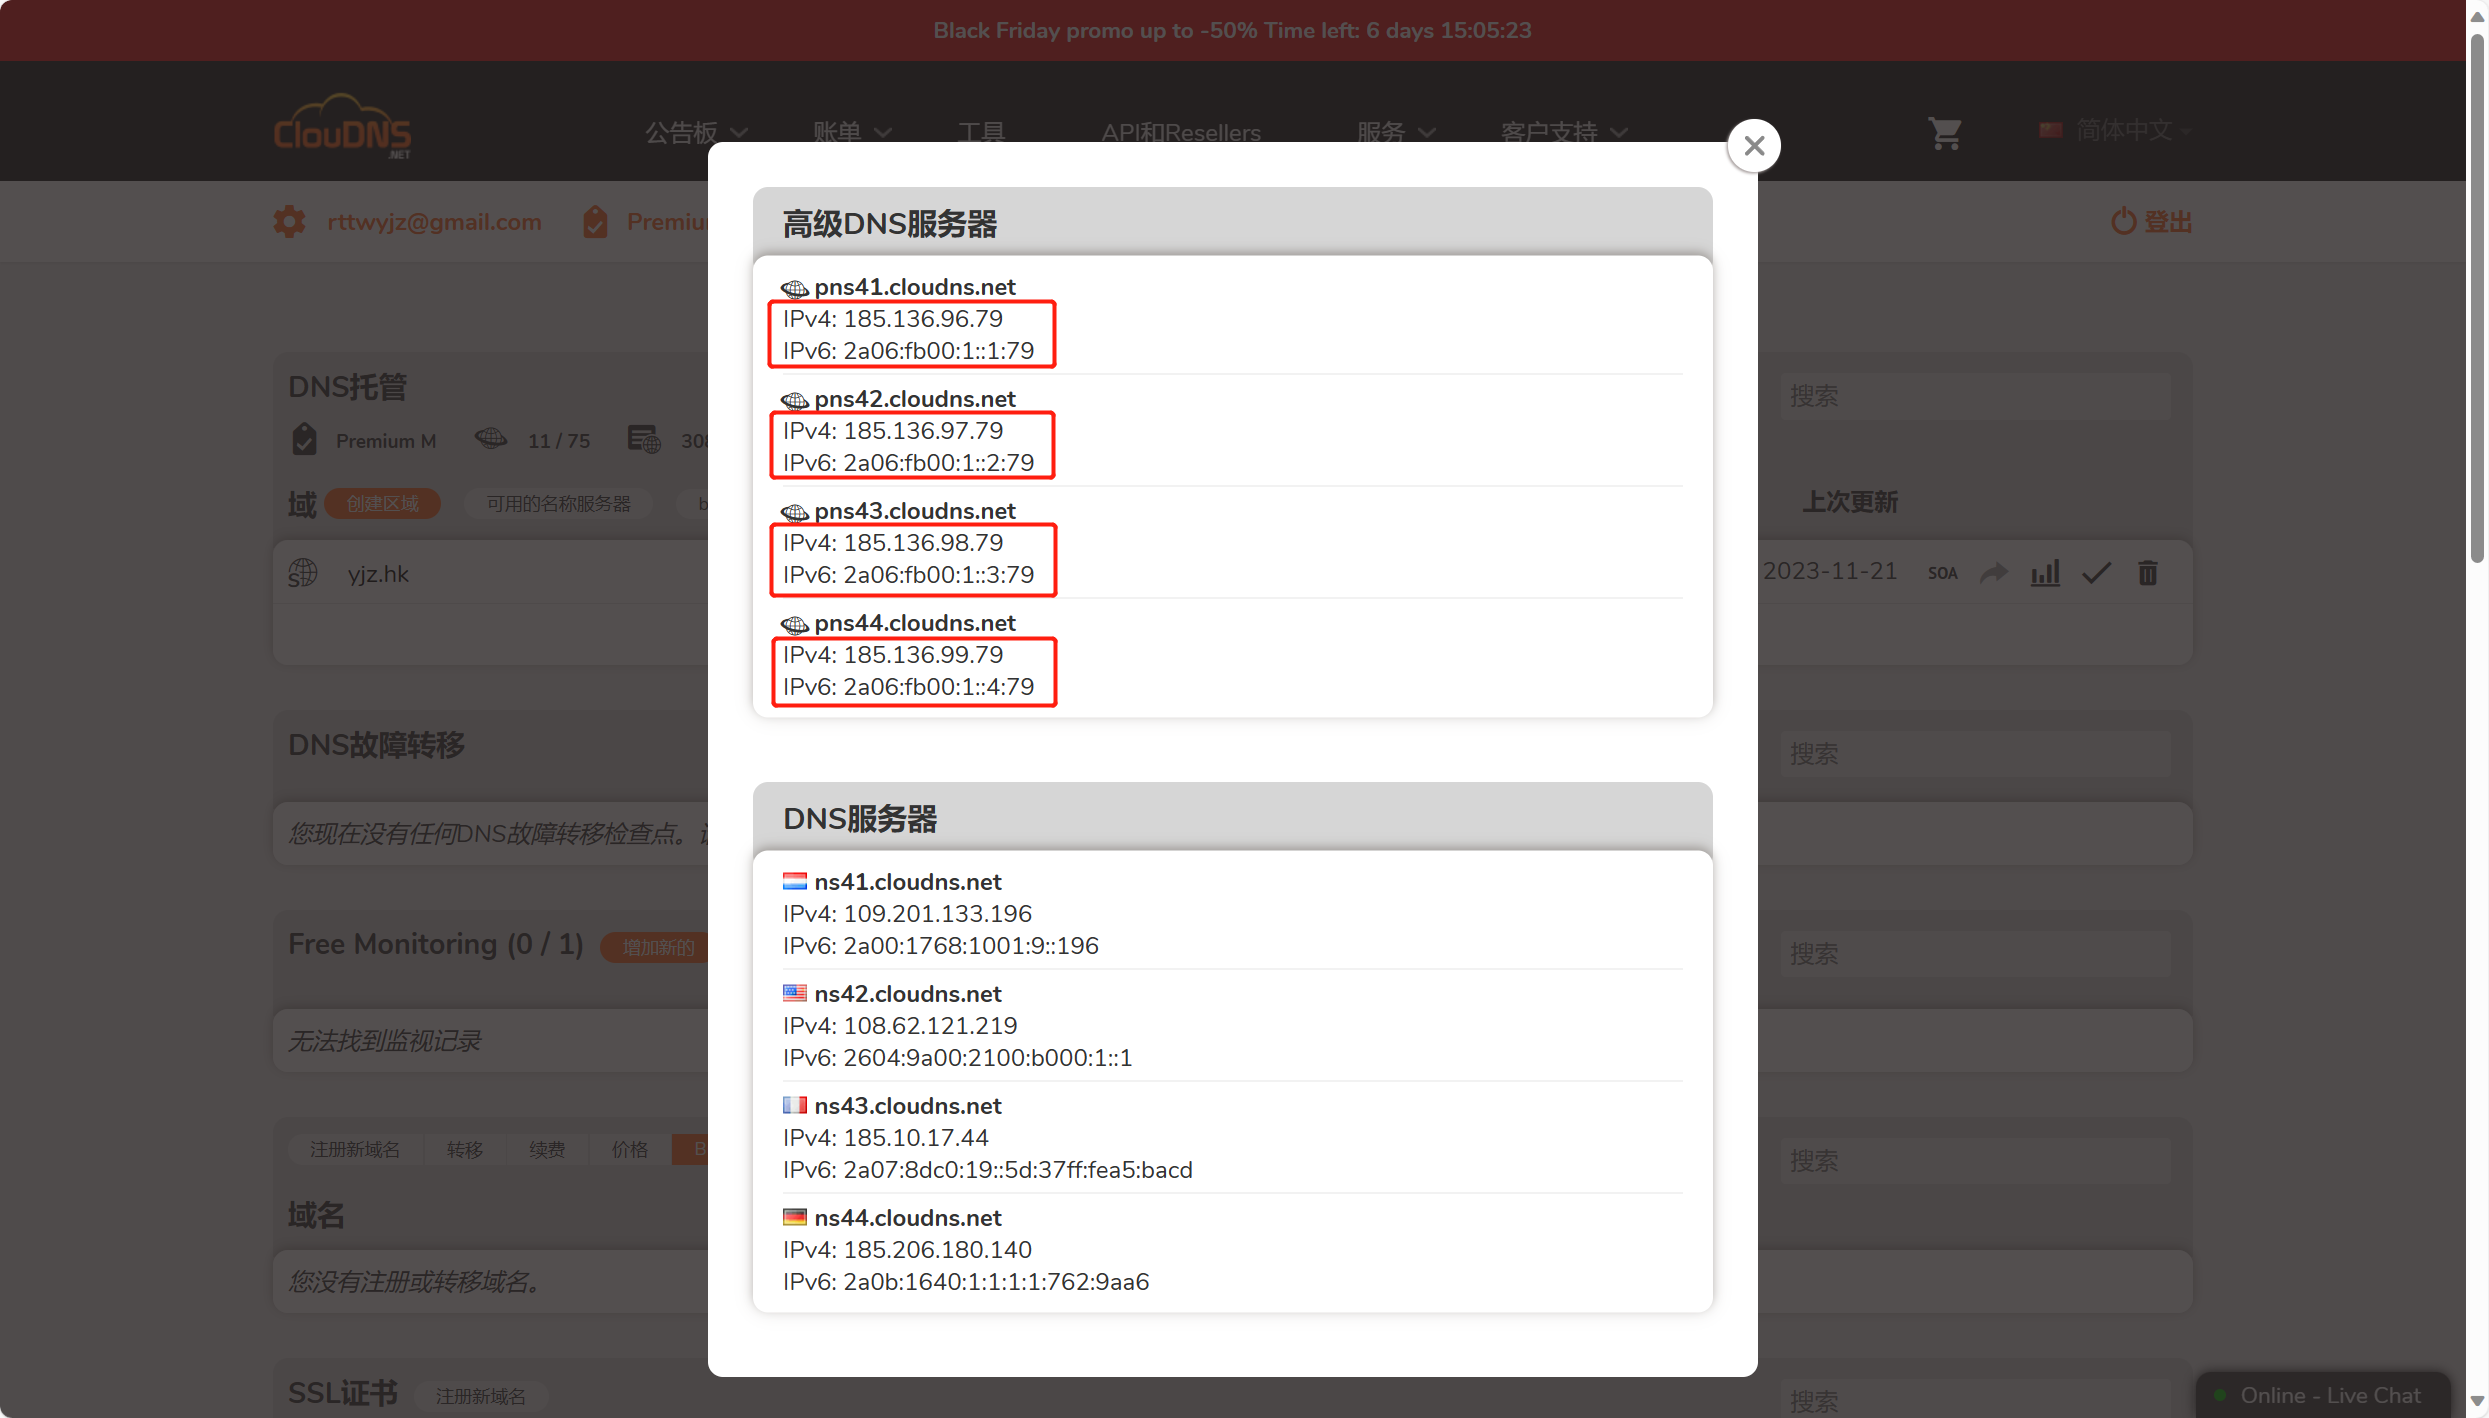 Black Friday promo up to -50% Time left: 6 days 15:05:23
ClouDNS
.NET
公告板
账单
工具
API和Resellers
服务
客户支持
简体中文
rttwyjz@gmail.com
登出
高级DNS服务器
pns41.cloudns.net
IPv4: 185.136.96.79
IPv6: 2a06:fb00:1::1:79
pns42.cloudns.net
IPv4: 185.136.97.79
IPv6: 2a06:fb00:1::2:79
pns43.cloudns.net
IPv4: 185.136.98.79
IPv6: 2a06:fb00:1::3:79
pns44.cloudns.net
IPv4: 185.136.99.79
IPv6: 2a06:fb00:1::4:79
DNS服务器
ns41.cloudns.net
IPv4: 109.201.133.196
IPv6: 2a00:1768:1001:9::196
ns42.cloudns.net
IPv4: 108.62.121.219
IPv6: 2604:9a00:2100:b000:1::1
ns43.cloudns.net
IPv4: 185.10.17.44
IPv6: 2a07:8dc0:19::5d:37ff:fea5:bacd
ns44.cloudns.net
IPv4: 185.206.180.140
IPv6: 2a0b:1640:1:1:1:1:762:9aa6
DNS托管
搜索
Premium M
11 / 75
308
域
创建区域
可用的名称服务器
上次更新
yjz.hk
2023-11-21
SOA
DNS故障转移
搜索
您现在没有任何DNS故障转移检查点。
Free Monitoring (0 / 1)
增加新的
搜索
无法找到监视记录
注册新域名
转移
续费
价格
搜索
域名
您没有注册或转移域名。
SSL证书
注册新域名
搜索
Online - Live Chat